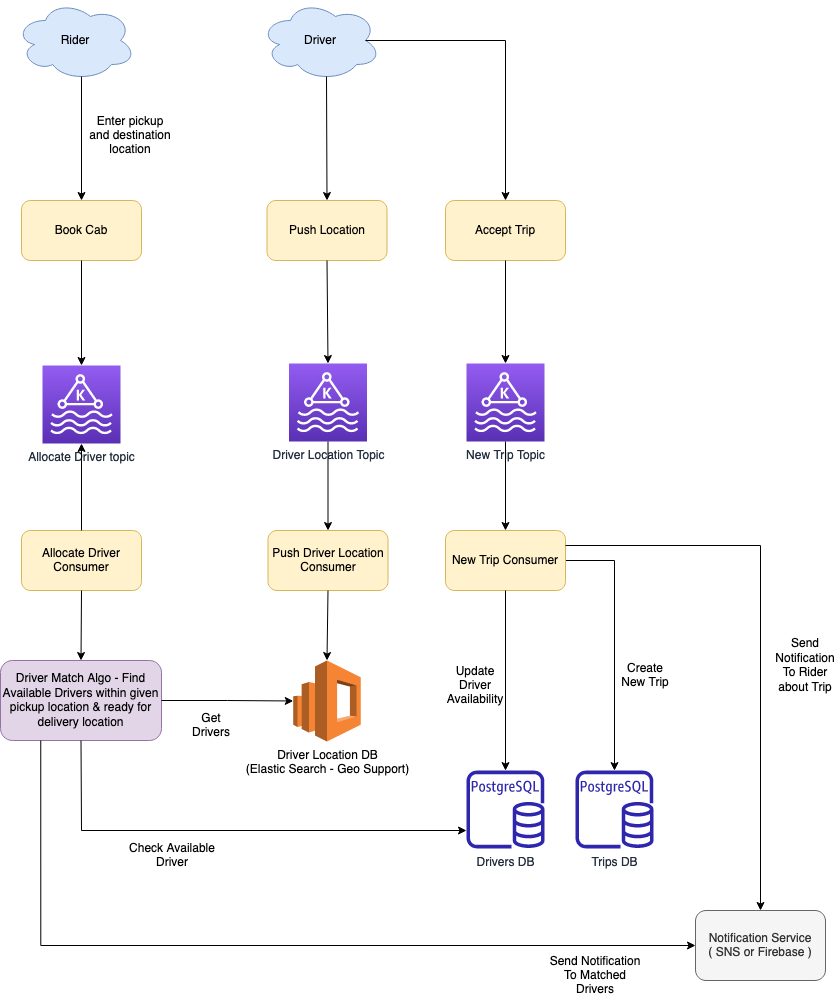 Rider
Driver
Enter pickup
and destination
location
Book Cab
Push Location
Accept Trip
K
K
K
Allocate Driver topic
Driver Location Topic
New Trip Topic
Allocate Driver
Consumer
Push Driver Location
Consumer
New Trip Consumer
Driver Match Algo - Find
Available Drivers within given
pickup location & ready for
delivery location
Get
Drivers
Update
Driver
Availability
Create
New Trip
Send
Notification
To Rider
about Trip
Driver Location DB
(Elastic Search - Geo Support)
PostgreSQL
PostgreSQL
Drivers DB
Trips DB
Check Available
Driver
Notification Service
( SNS or Firebase )
Send Notification
To Matched
Drivers